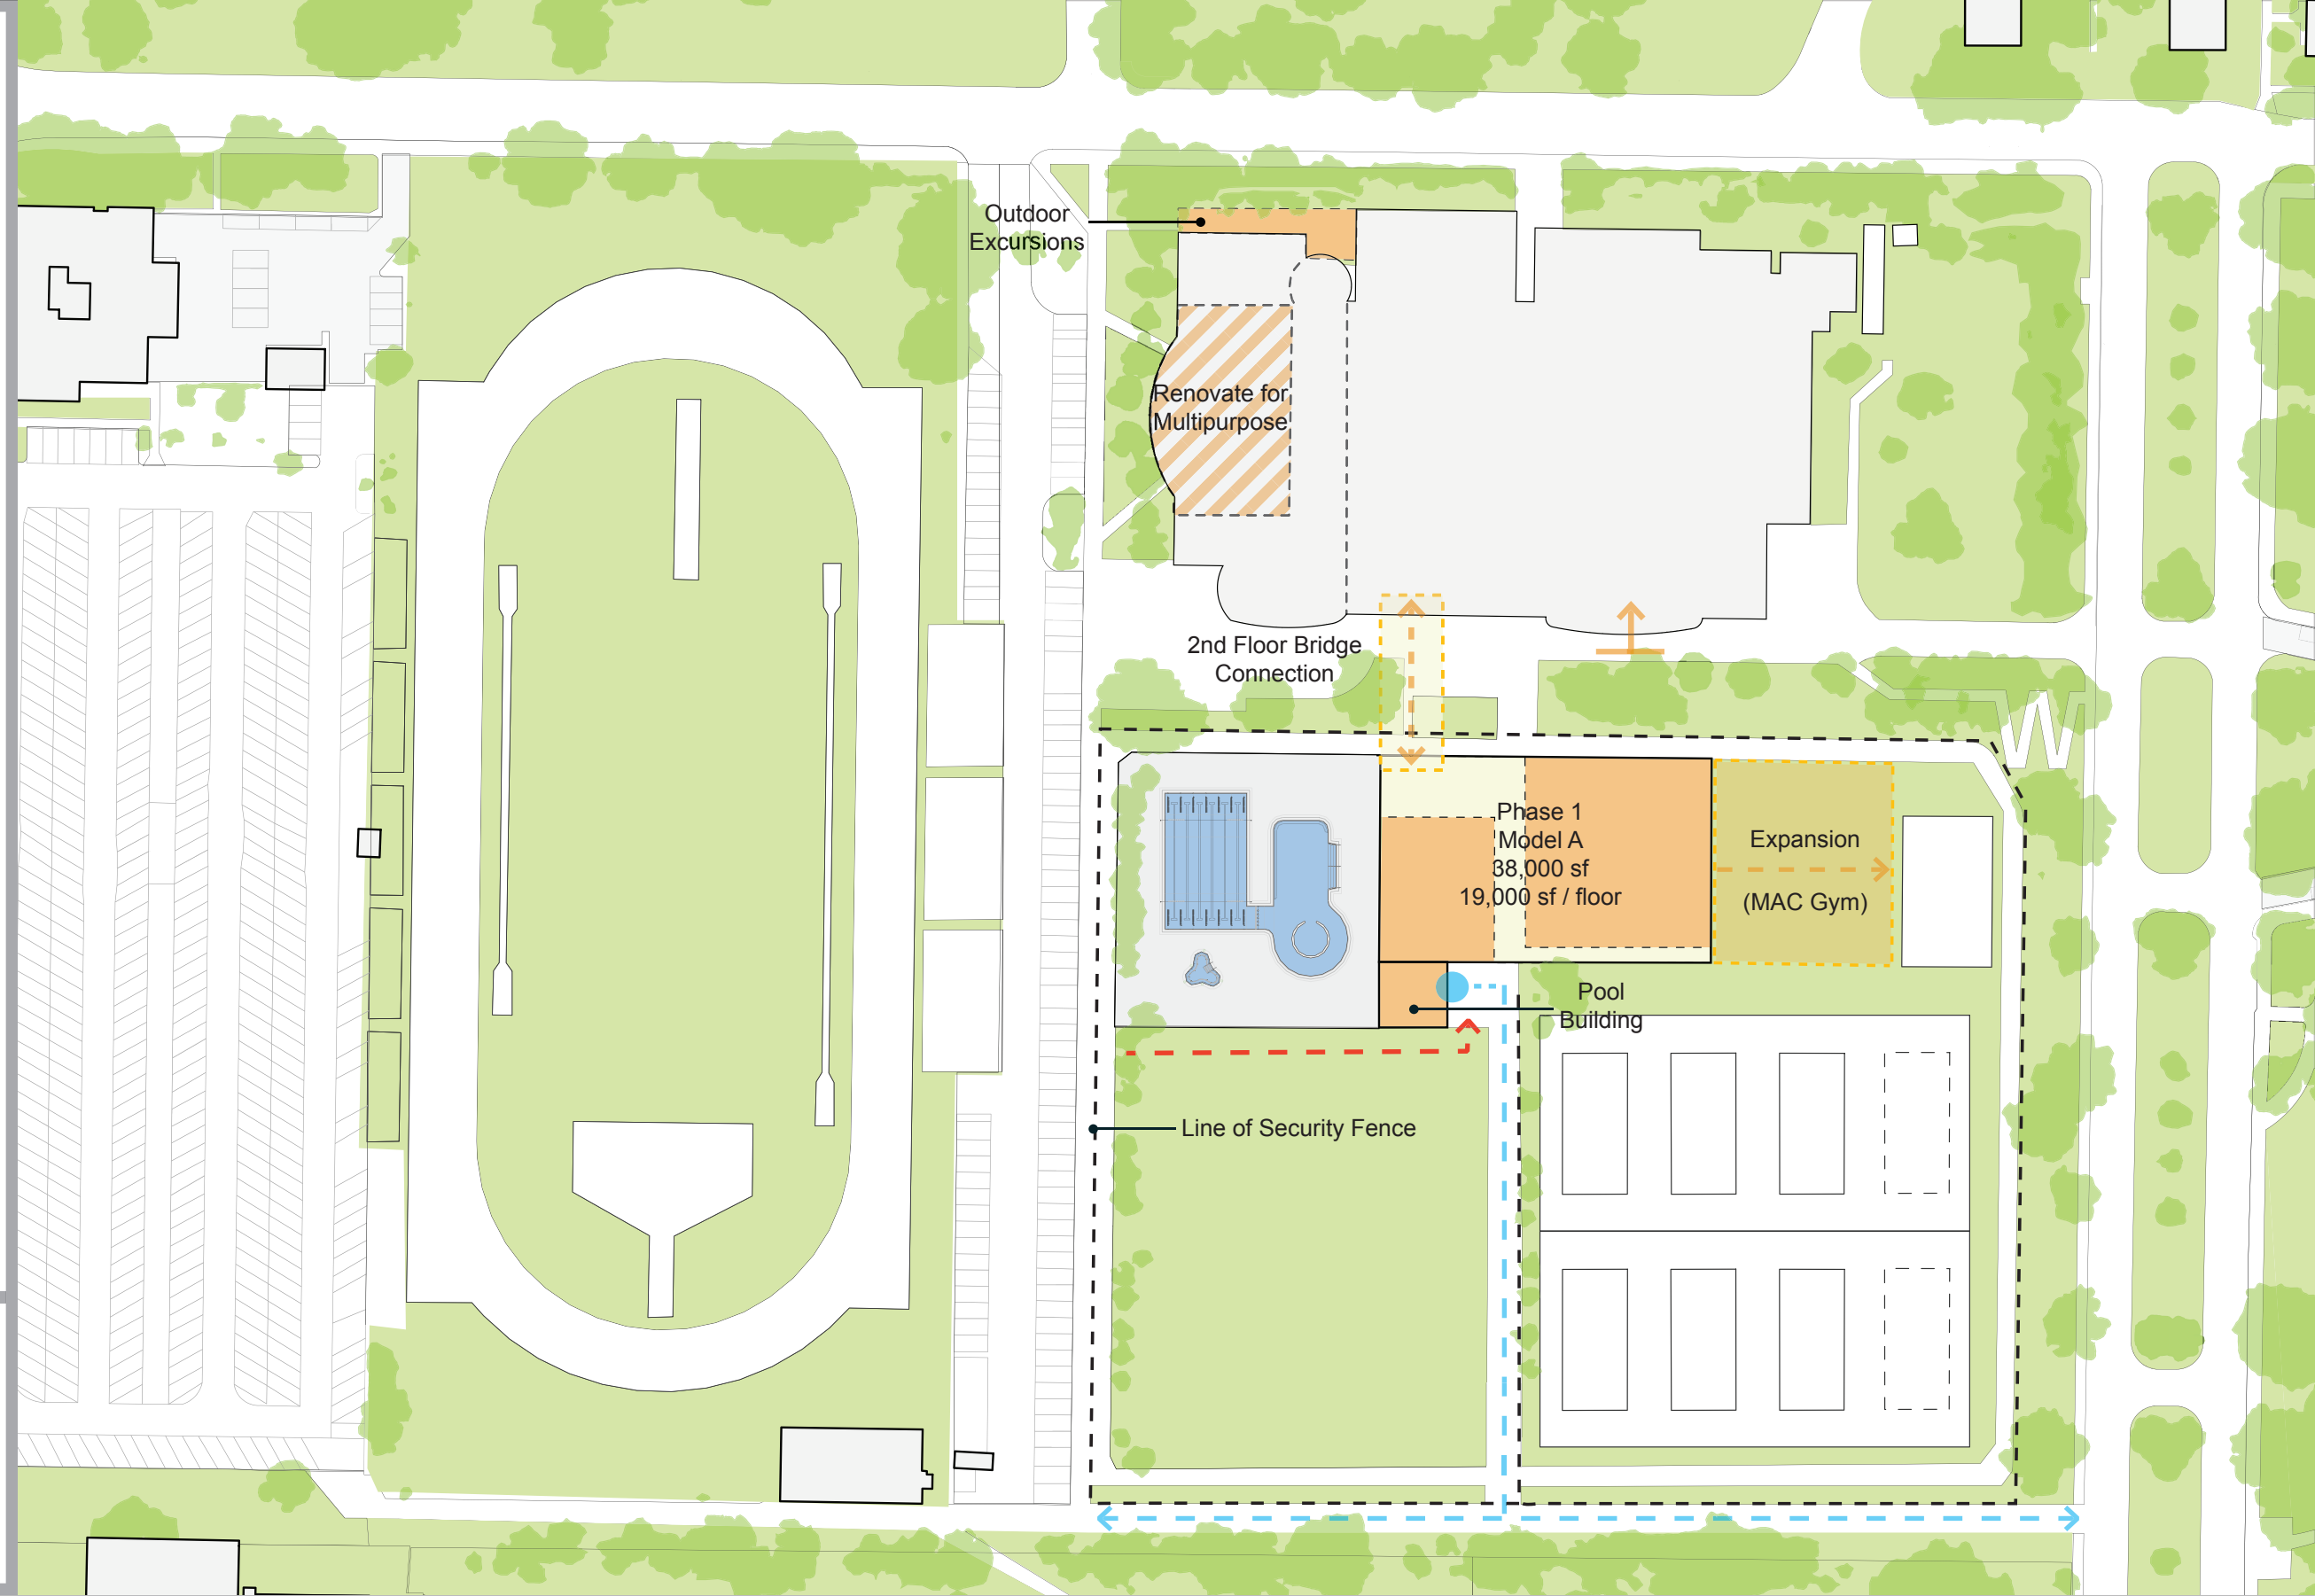 Outdoor
Excursions
Renovate for
Multipurpose
2nd Floor Bridge
Connection
Phase 1
Model A
38,000 sf
19,000 sf / floor
Expansion
(MAC Gym)
Pool
Building
Line of Security Fence